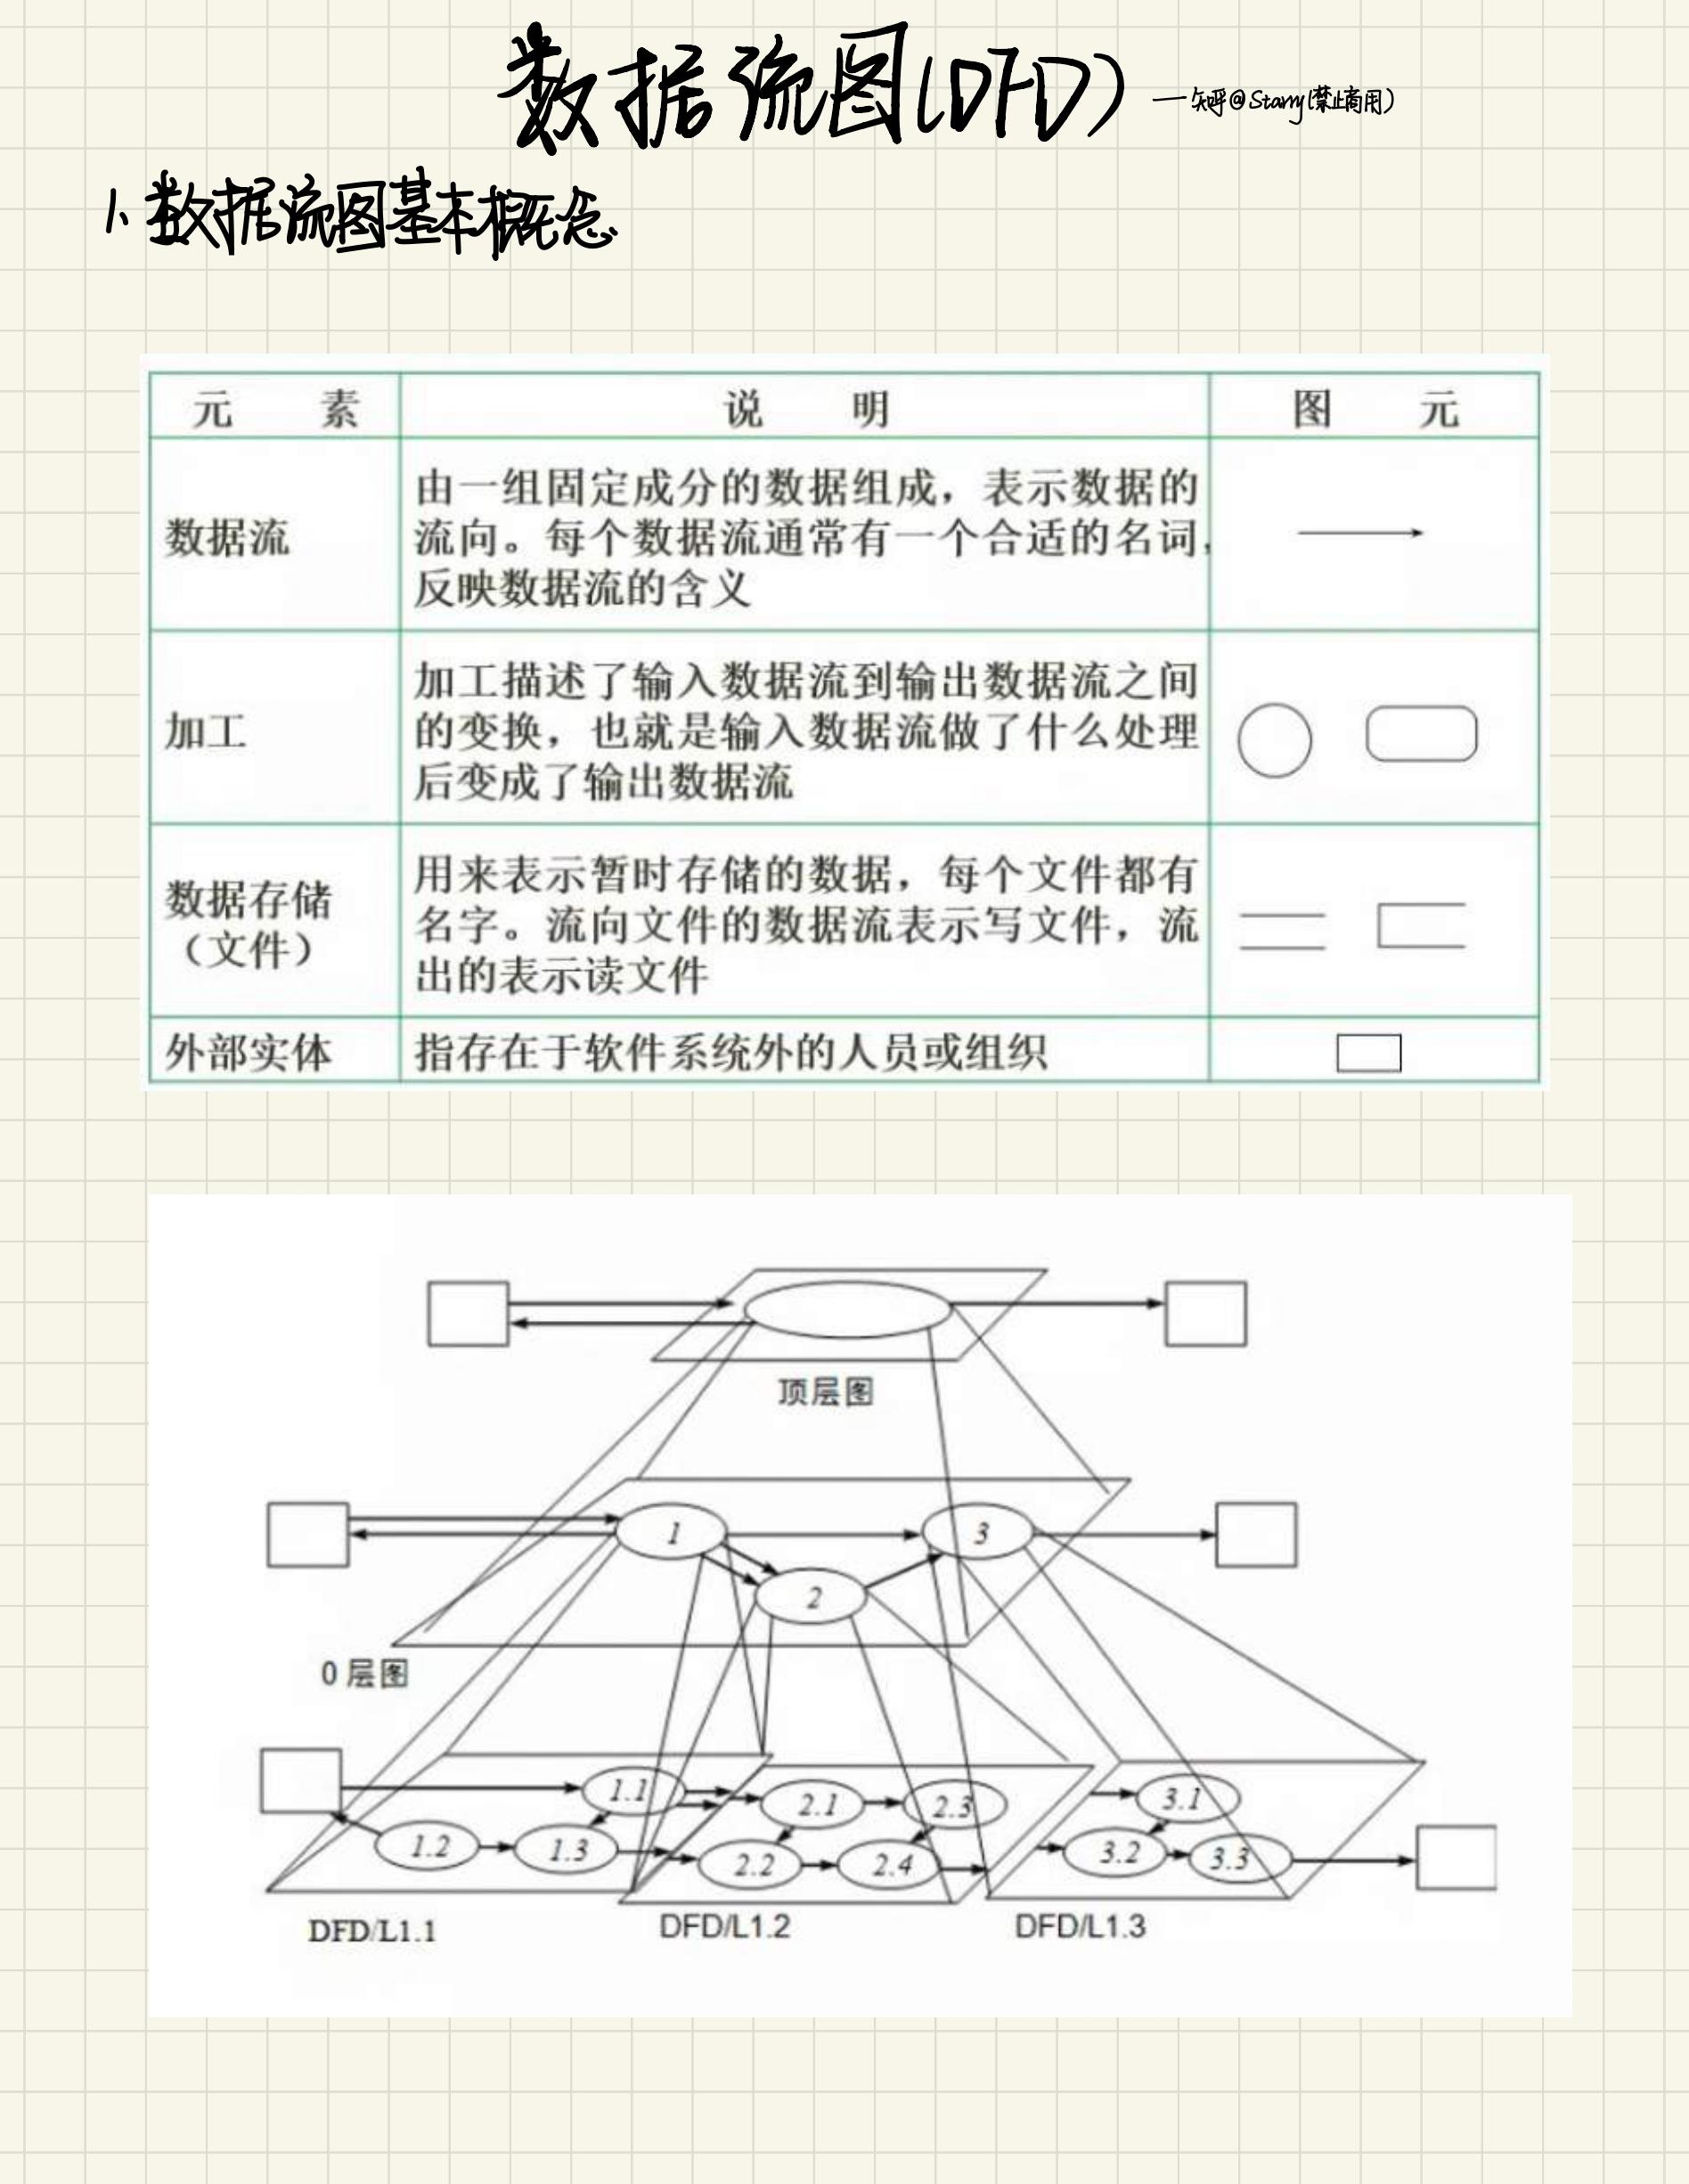 数据流图(DFD) —知乎@Starry(禁止商用)
1、数据流图基本概念
元 素 说 明 图 元
数据流
由一组固定成分的数据组成，表示数据的
流向。每个数据流通常有一个合适的名词，
反映数据流的含义
加工
加工描述了输入数据流到输出数据流之间
的变换，也就是输入数据流做了什么处理
后变成了输出数据流
数据存储
（文件）
用来表示暂时存储的数据，每个文件都有
名字。流向文件的数据流表示写文件，流
出的表示读文件
外部实体
指存在于软件系统外的人员或组织
顶层图
1
3
2
0 层图
1.1
1.2
1.3
2.1
2.3
2.2
2.4
3.1
3.2
3.3
DFD/L1.1
DFD/L1.2
DFD/L1.3